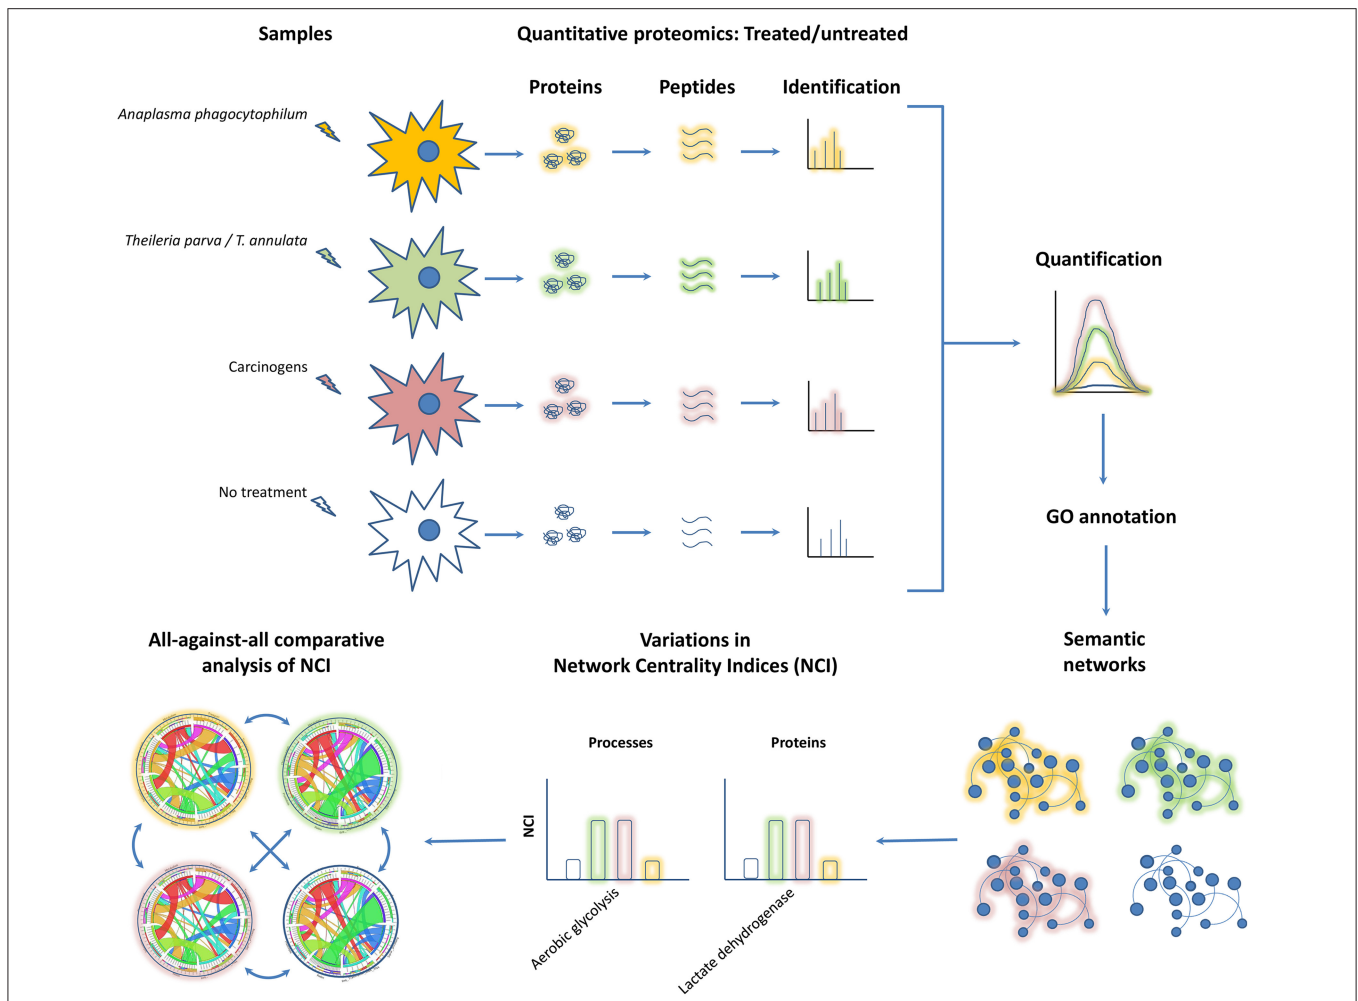 Samples
Quantitative proteomics: Treated/untreated
Proteins
Peptides
Identification
Anaplasma phagocytophilum
Theileria parva / T. annulata
Carcinogens
No treatment
Quantification
GO annotation
Semantic
networks
Variations in
Network Centrality Indices (NCI)
Processes
Proteins
NCI
Aerobic glycolysis
Lactate dehydrogenase
All-against-all comparative
analysis of NCI